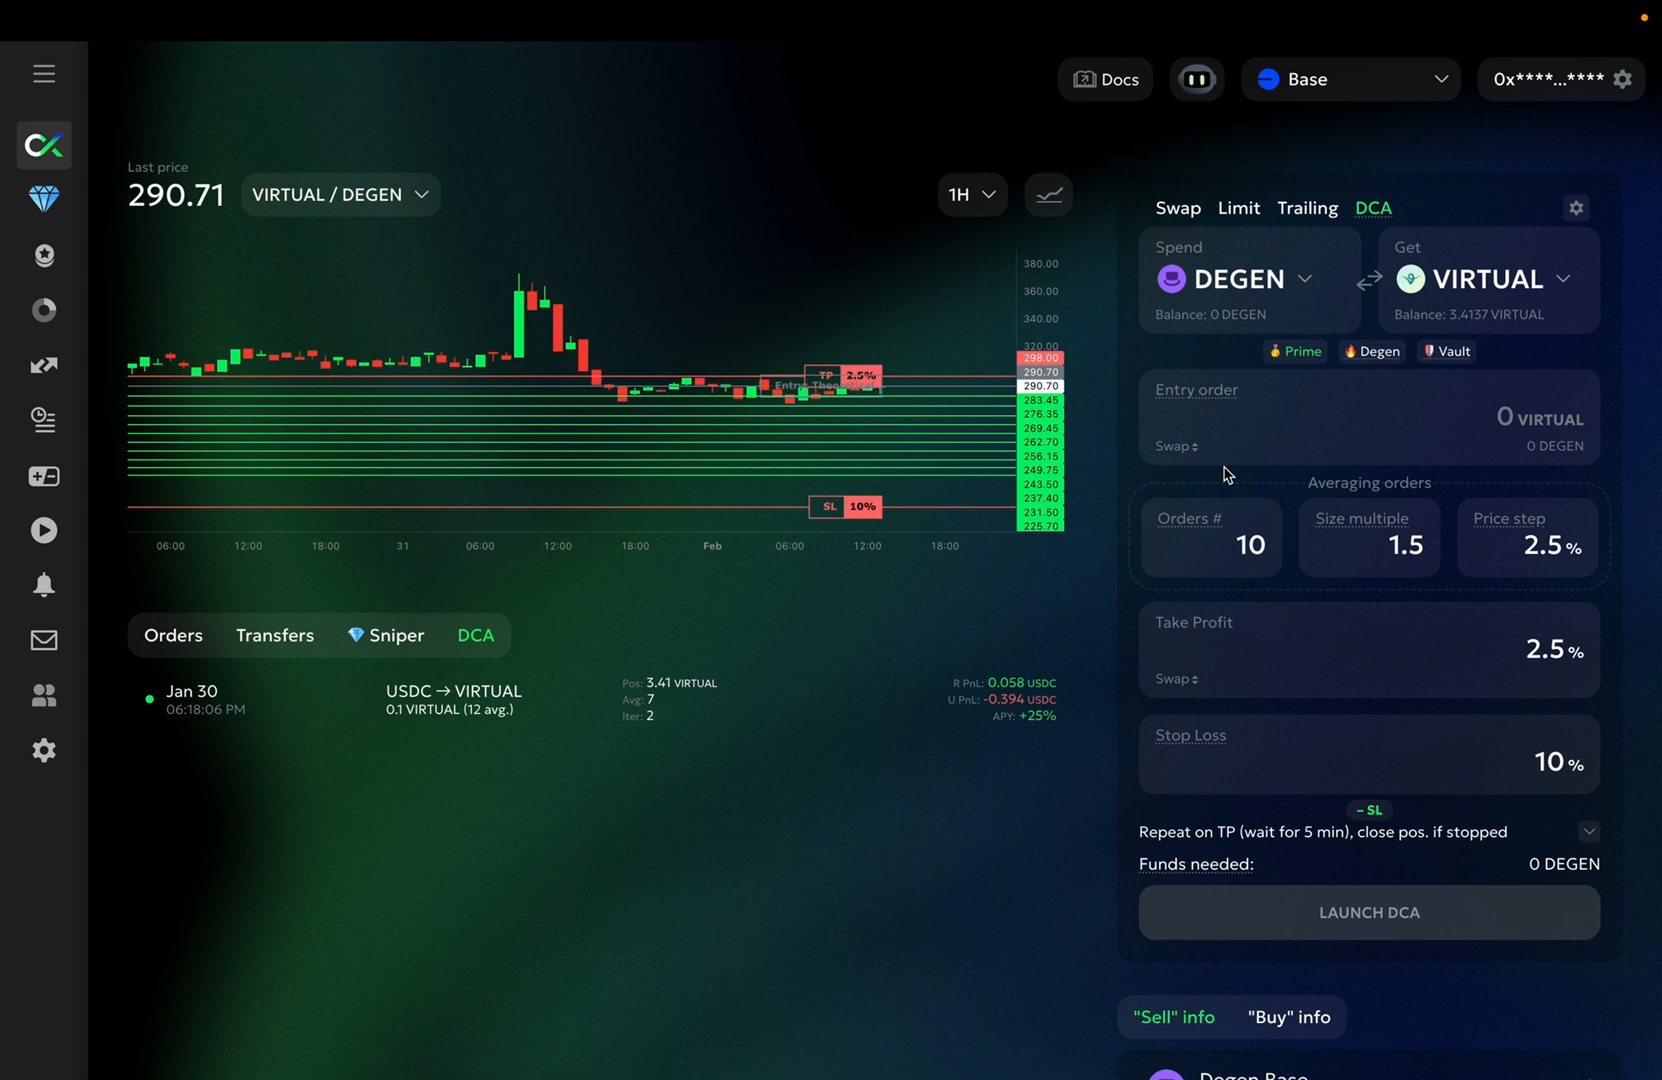 Docs
Base
0x****...****
Last price
290.71
VIRTUAL / DEGEN
1H
380.00
360.00
340.00
320.00
298.00
290.70
290.70
283.45
276.35
269.45
262.70
256.15
249.75
243.50
237.40
231.50
225.70
TP 2.5%
SL 10%
06:00 12:00 18:00 31 06:00 12:00 18:00 Feb 06:00 12:00 18:00
Orders Transfers Sniper DCA
Jan 30
06:18:06 PM
USDC → VIRTUAL
0.1 VIRTUAL (12 avg.)
Pos: 3.41 VIRTUAL
Avg: 7
Iter: 2
R PnL: 0.058 USDC
U PnL: -0.394 USDC
APY: +25%
Swap Limit Trailing DCA
Spend
DEGEN
Balance: 0 DEGEN
Get
VIRTUAL
Balance: 3.4137 VIRTUAL
Prime Degen Vault
Entry order
0 VIRTUAL
Swap
0 DEGEN
Averaging orders
Orders #
10
Size multiple
1.5
Price step
2.5 %
Take Profit
2.5 %
Swap
Stop Loss
10 %
– SL
Repeat on TP (wait for 5 min), close pos. if stopped
Funds needed:
0 DEGEN
LAUNCH DCA
"Sell" info "Buy" info
Degen Base